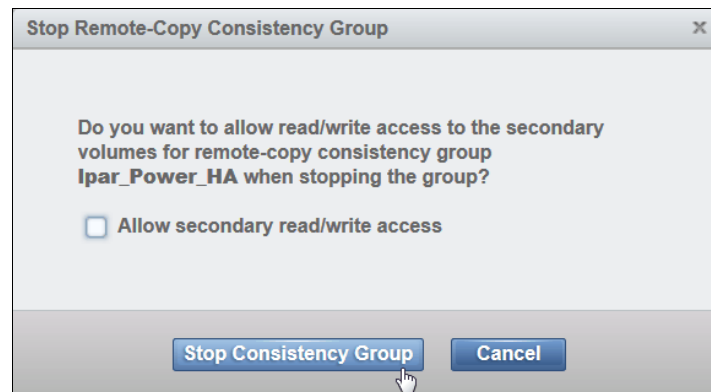 Stop Remote-Copy Consistency Group
Do you want to allow read/write access to the secondary
volumes for remote-copy consistency group
lpar_Power_HA when stopping the group?
Allow secondary read/write access
Stop Consistency Group Cancel